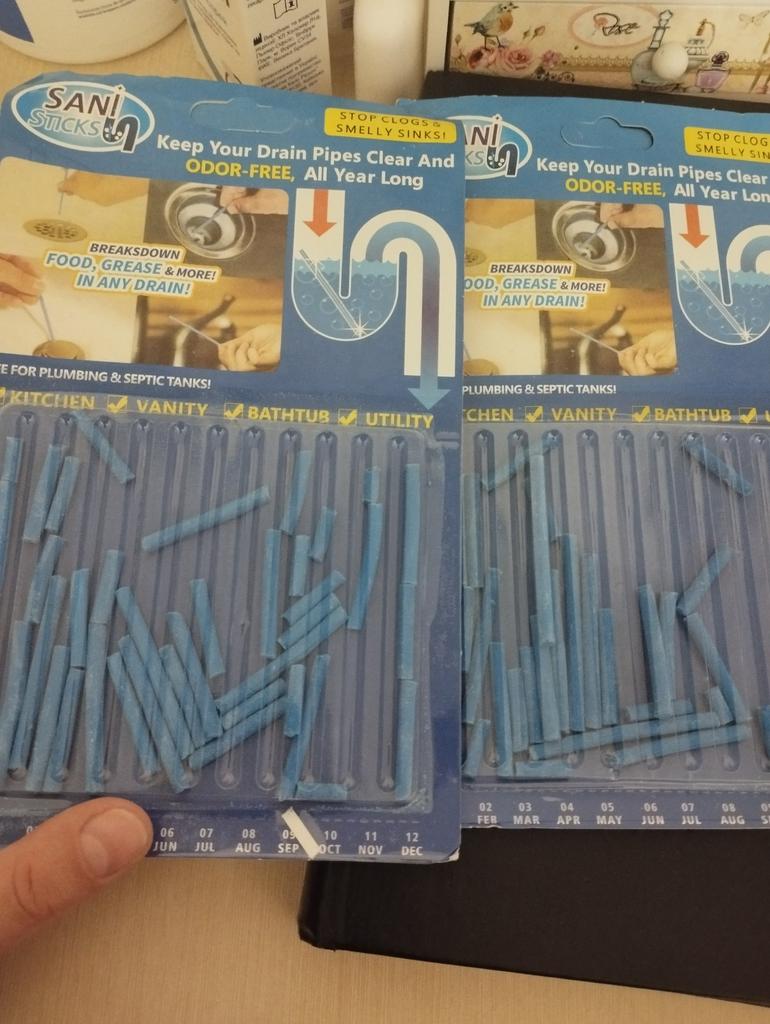 SANI
STICKS
STOP CLOGS &
SMELLY SINKS!
Keep Your Drain Pipes Clear And
ODOR-FREE, All Year Long
BREAKSDOWN
FOOD, GREASE & MORE!
IN ANY DRAIN!
E FOR PLUMBING & SEPTIC TANKS!
KITCHEN VANITY BATHTUB UTILITY
06 07 08 09 10 11 12
JUN JUL AUG SEP OCT NOV DEC
NI
KS
STOP CLOG
SMELLY SIN
Keep Your Drain Pipes Clear
ODOR-FREE, All Year Lon
BREAKSDOWN
OOD, GREASE & MORE!
IN ANY DRAIN!
PLUMBING & SEPTIC TANKS!
TCHEN VANITY BATHTUB U
02 03 04 05 06 07 08 09
FEB MAR APR MAY JUN JUL AUG S
Rose